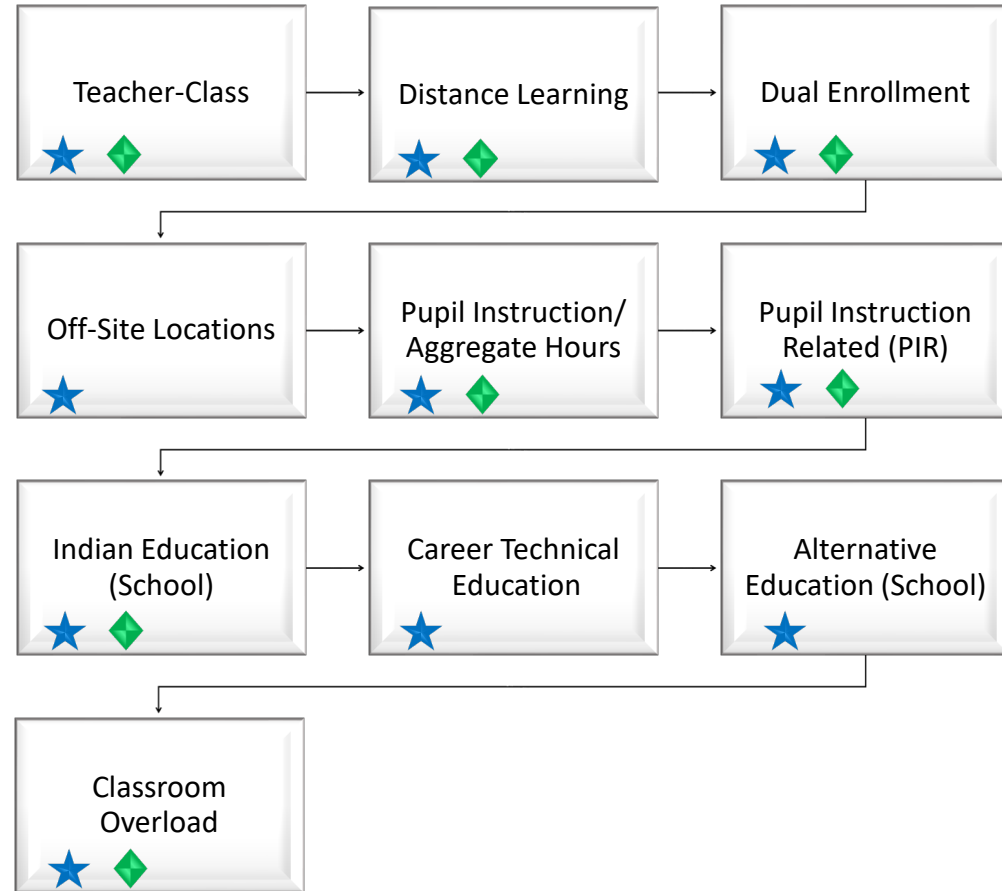 Teacher-Class
Distance Learning
Dual Enrollment
Off-Site Locations
Pupil Instruction/
Aggregate Hours
Pupil Instruction
Related (PIR)
Indian Education
(School)
Career Technical
Education
Alternative
Education (School)
Classroom
Overload